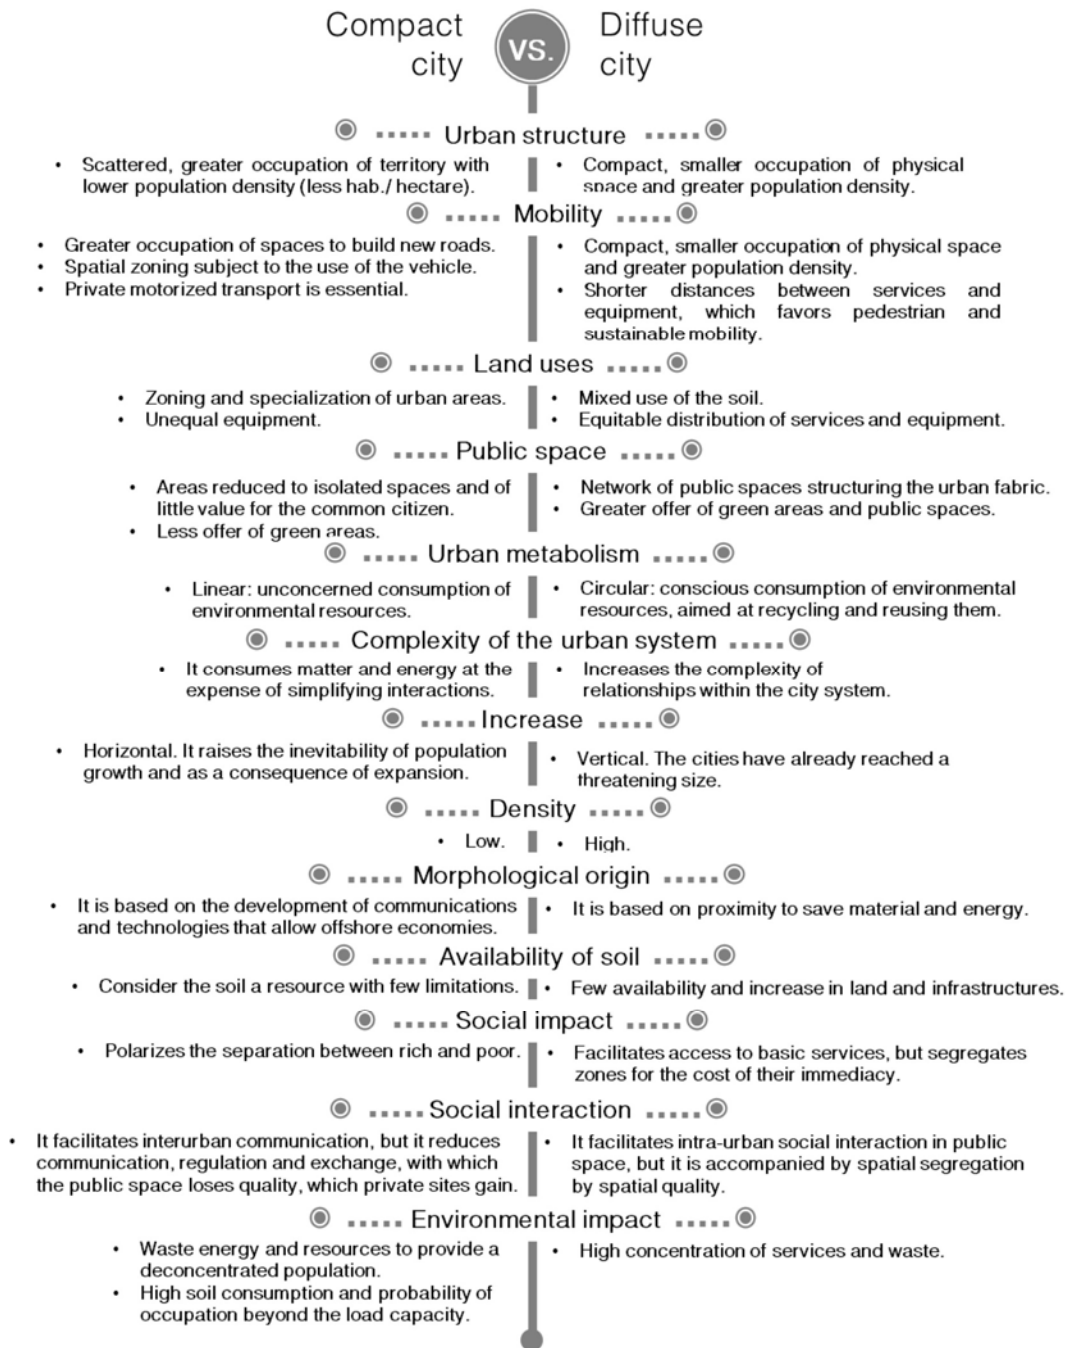 Compact city
VS.
Diffuse city
Urban structure
• Scattered, greater occupation of territory with
lower population density (less hab./ hectare).
• Compact, smaller occupation of physical
space and greater population density.
Mobility
• Greater occupation of spaces to build new roads.
• Spatial zoning subject to the use of the vehicle.
• Private motorized transport is essential.
• Compact, smaller occupation of physical space
and greater population density.
• Shorter distances between services and
equipment, which favors pedestrian and
sustainable mobility.
Land uses
• Zoning and specialization of urban areas.
• Unequal equipment.
• Mixed use of the soil.
• Equitable distribution of services and equipment.
Public space
• Areas reduced to isolated spaces and of
little value for the common citizen.
• Less offer of green areas.
• Network of public spaces structuring the urban fabric.
• Greater offer of green areas and public spaces.
Urban metabolism
• Linear: unconcerned consumption of
environmental resources.
• Circular: conscious consumption of environmental
resources, aimed at recycling and reusing them.
Complexity of the urban system
• It consumes matter and energy at the
expense of simplifying interactions.
• Increases the complexity of
relationships within the city system.
Increase
• Horizontal. It raises the inevitability of population
growth and as a consequence of expansion.
• Vertical. The cities have already reached a
threatening size.
Density
• Low.
• High.
Morphological origin
• It is based on the development of communications
and technologies that allow offshore economies.
• It is based on proximity to save material and energy.
Availability of soil
• Consider the soil a resource with few limitations.
• Few availability and increase in land and infrastructures.
Social impact
• Polarizes the separation between rich and poor.
• Facilitates access to basic services, but segregates
zones for the cost of their immediacy.
Social interaction
• It facilitates interurban communication, but it reduces
communication, regulation and exchange, with which
the public space loses quality, which private sites gain.
• It facilitates intra-urban social interaction in public
space, but it is accompanied by spatial segregation
by spatial quality.
Environmental impact
• Waste energy and resources to provide a
deconcentrated population.
• High soil consumption and probability of
occupation beyond the load capacity.
• High concentration of services and waste.